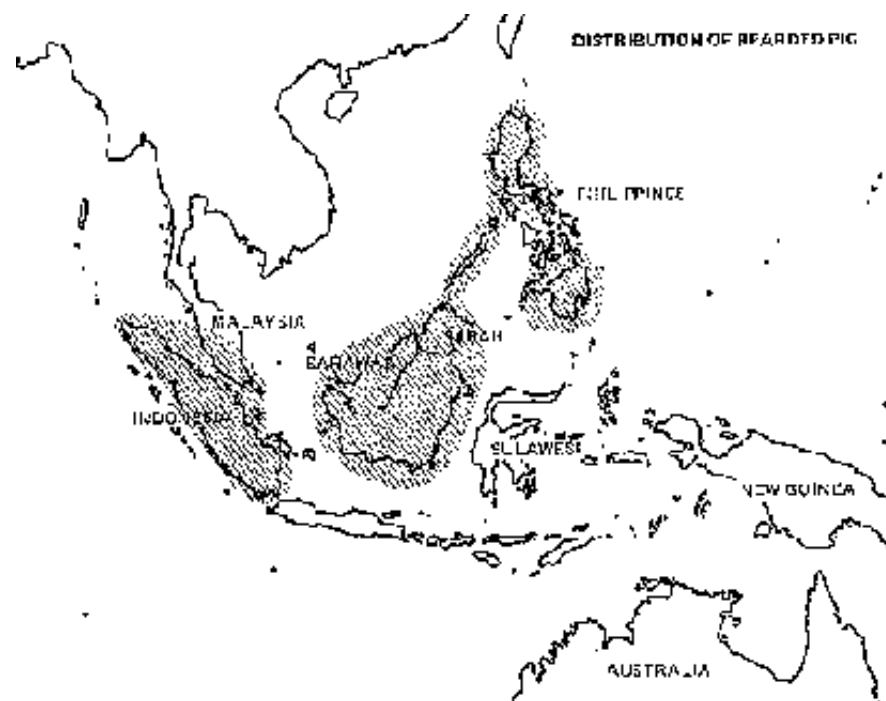 DISTRIBUTION OF BEARDED PIG
PHILIPPINES
MALAYSIA
SABAH
SARAWAK
INDONESIA
SULAWESI
NEW GUINEA
AUSTRALIA